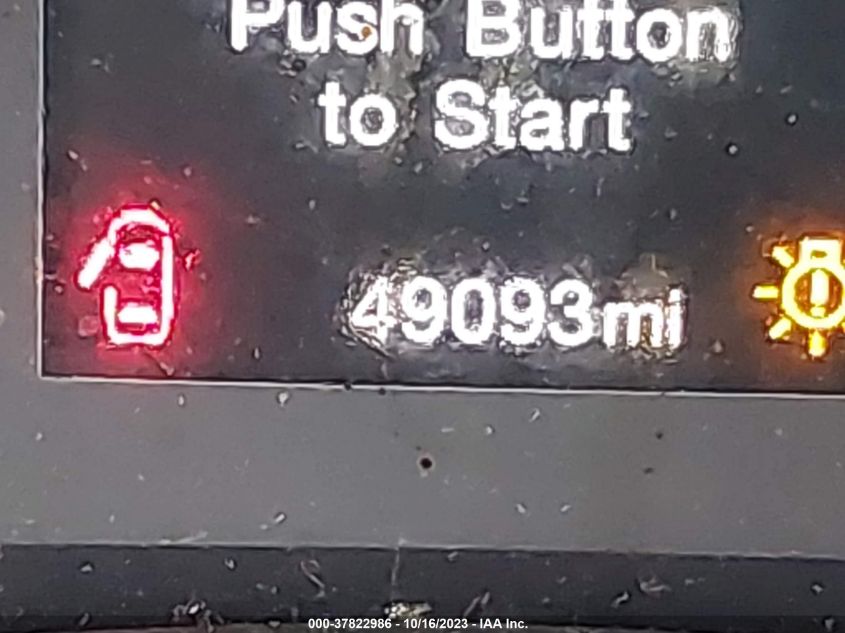 Push Button
to Start
49093mi
000-37822986 - 10/16/2023 - IAA Inc.